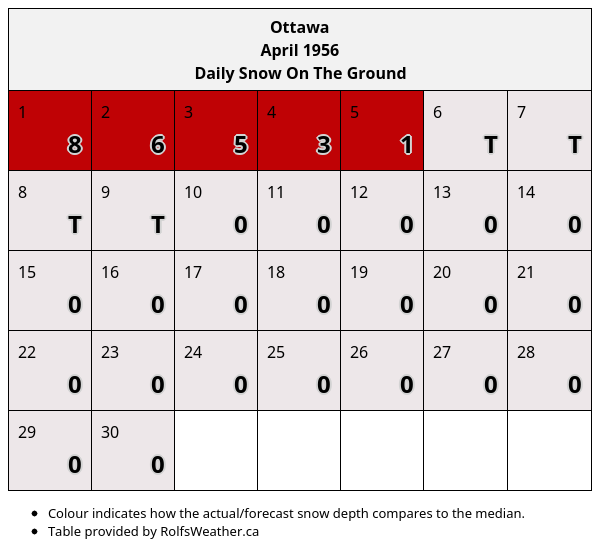 Ottawa
April 1956
Daily Snow On The Ground
1 2 3 4 5 6 7
8 6 5 3 1 T T
8 9 10 11 12 13 14
T T 0 0 0 0 0
15 16 17 18 19 20 21
0 0 0 0 0 0 0
22 23 24 25 26 27 28
0 0 0 0 0 0 0
29 30
0 0
Colour indicates how the actual/forecast snow depth compares to the median.
Table provided by RolfsWeather.ca